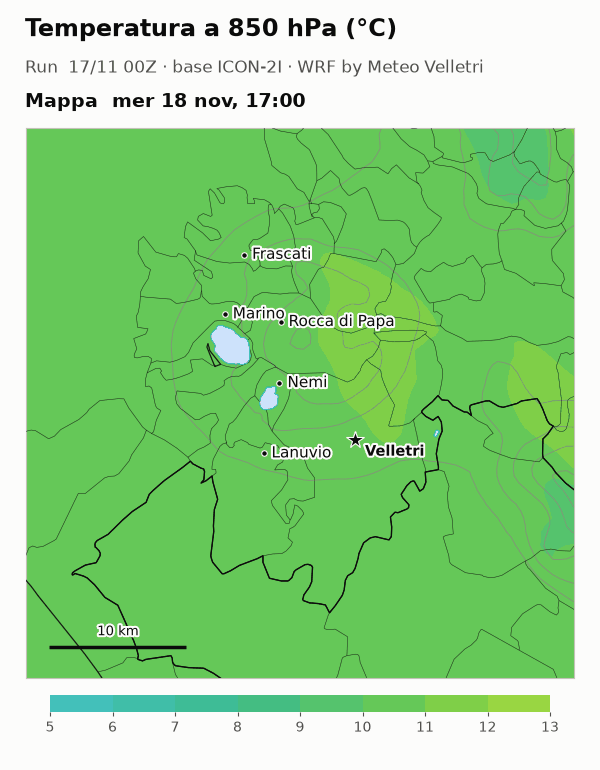 Temperatura a 850 hPa (°C)
Run  17/11 00Z · base ICON-2I · WRF by Meteo Velletri
Mappa  mer 18 nov, 17:00
Frascati
Marino
Rocca di Papa
Nemi
Velletri
Lanuvio
10 km
5 6 7 8 9 10 11 12 13